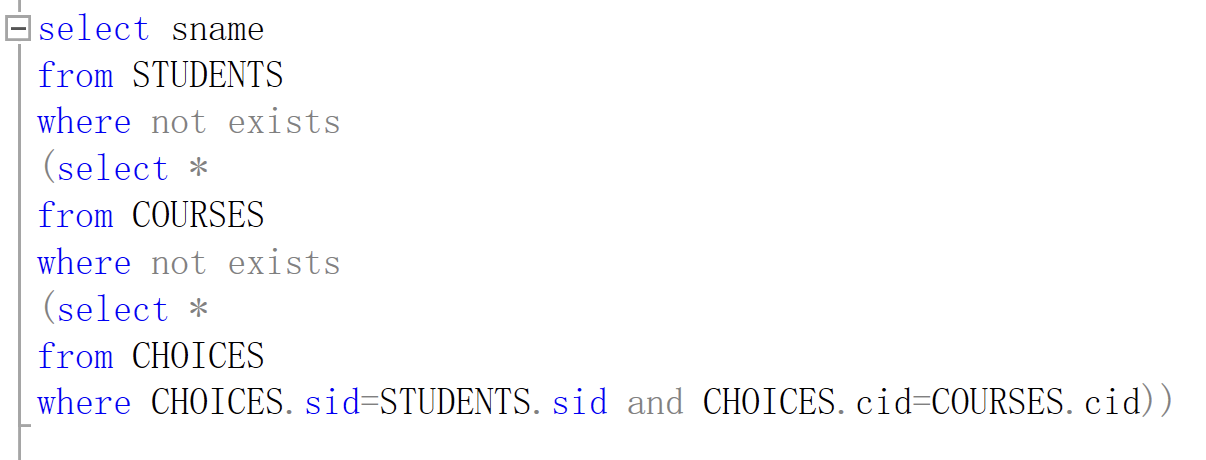 select sname
from STUDENTS
where not exists
(select *
from COURSES
where not exists
(select *
from CHOICES
where CHOICES.sid=STUDENTS.sid and CHOICES.cid=COURSES.cid))